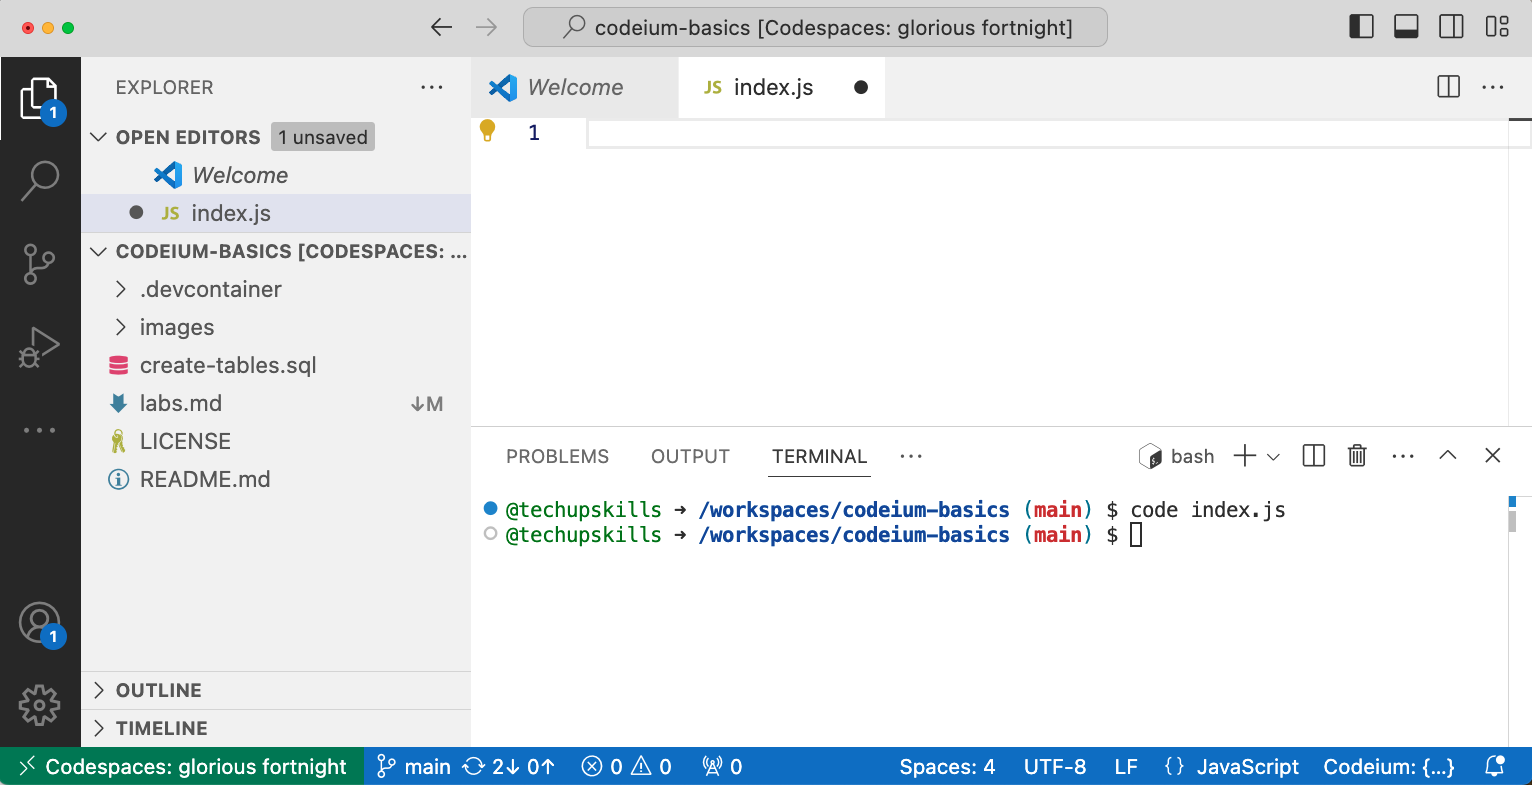 codeium-basics [Codespaces: glorious fortnight]
EXPLORER ...
1
OPEN EDITORS 1 unsaved
Welcome
JS index.js
CODEIUM-BASICS [CODESPACES: ...
.devcontainer
images
create-tables.sql
labs.md ↓M
LICENSE
README.md
OUTLINE
TIMELINE
1
Welcome JS index.js ● ...
1
PROBLEMS OUTPUT TERMINAL ... bash ...
@techupskills → /workspaces/codeium-basics (main) $ code index.js
@techupskills → /workspaces/codeium-basics (main) $
Codespaces: glorious fortnight main 2↓ 0↑ 0 0 0 Spaces: 4 UTF-8 LF {} JavaScript Codeium: {...}